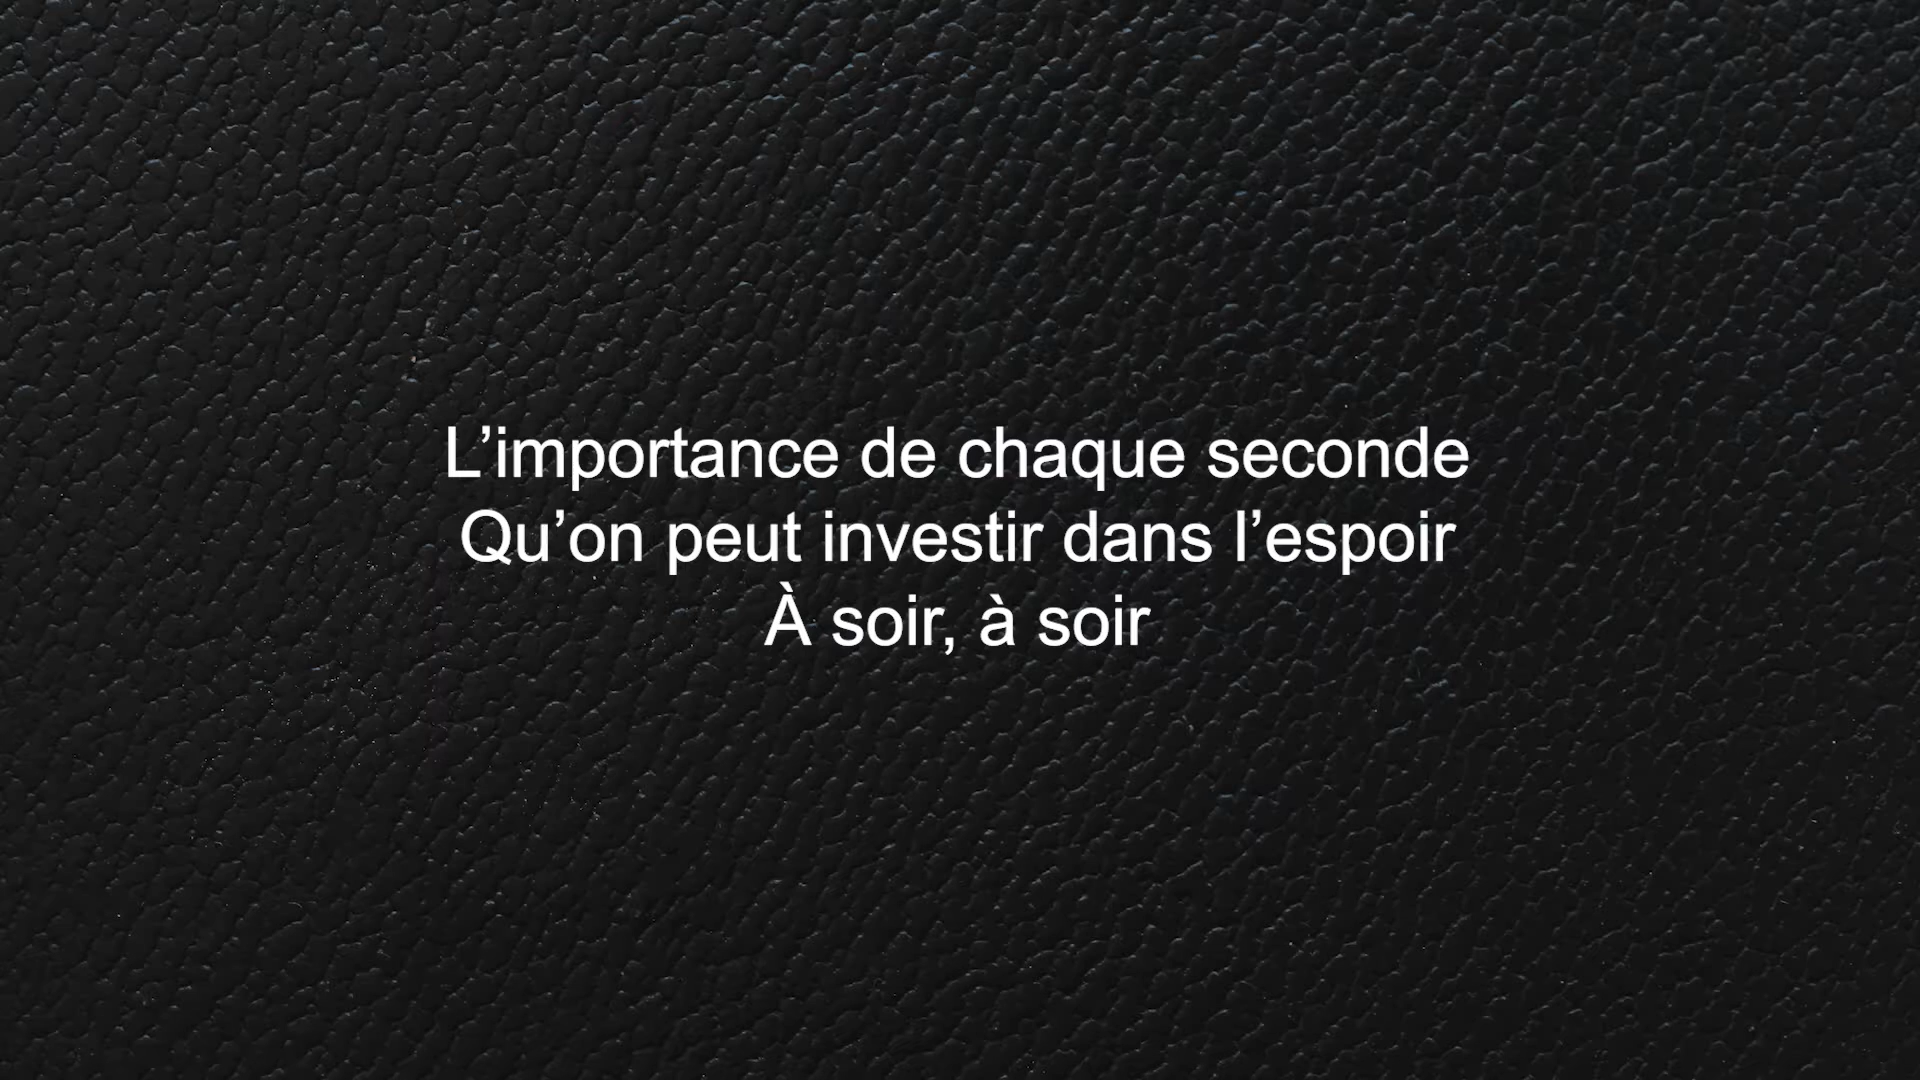 L’importance de chaque seconde
Qu’on peut investir dans l’espoir
À soir, à soir